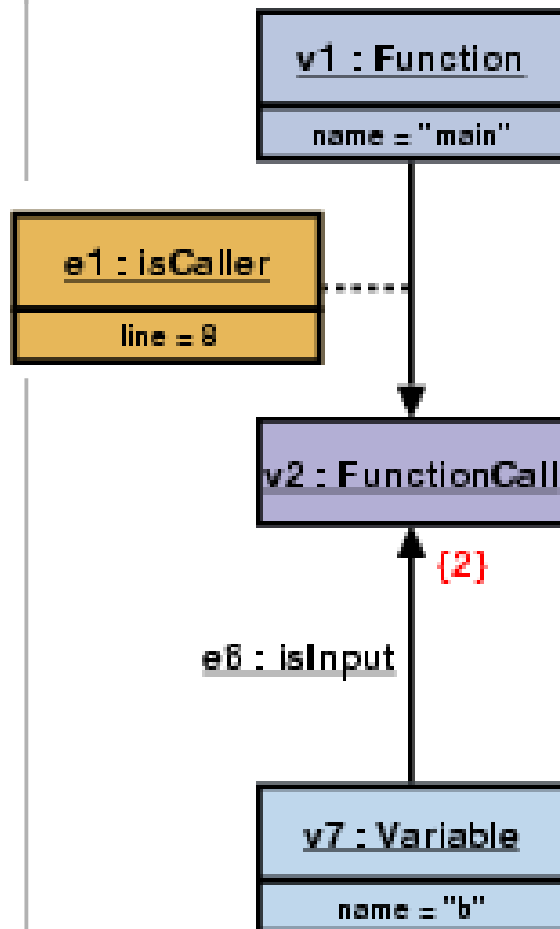 v1 : Function
name = "main"
e1 : isCaller
line = 8
v2 : FunctionCall
{2}
e6 : isInput
v7 : Variable
name = "b"